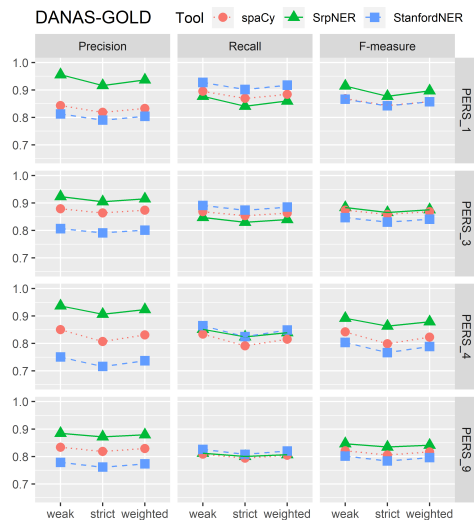 DANAS-GOLD Tool spaCy SrpNER StanfordNER
Precision Recall F-measure
1.0
0.9
0.8
0.7
PERS_1
1.0
0.9
0.8
0.7
PERS_3
1.0
0.9
0.8
0.7
PERS_4
1.0
0.9
0.8
0.7
PERS_9
weak strict weighted weak strict weighted weak strict weighted